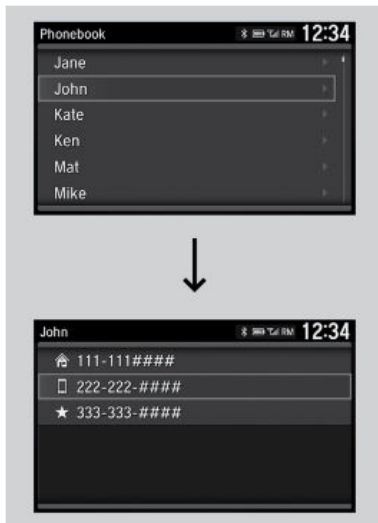 Phonebook 12:34
Jane
John
Kate
Ken
Mat
Mike
John 12:34
111-111####
222-222-####
333-333-####